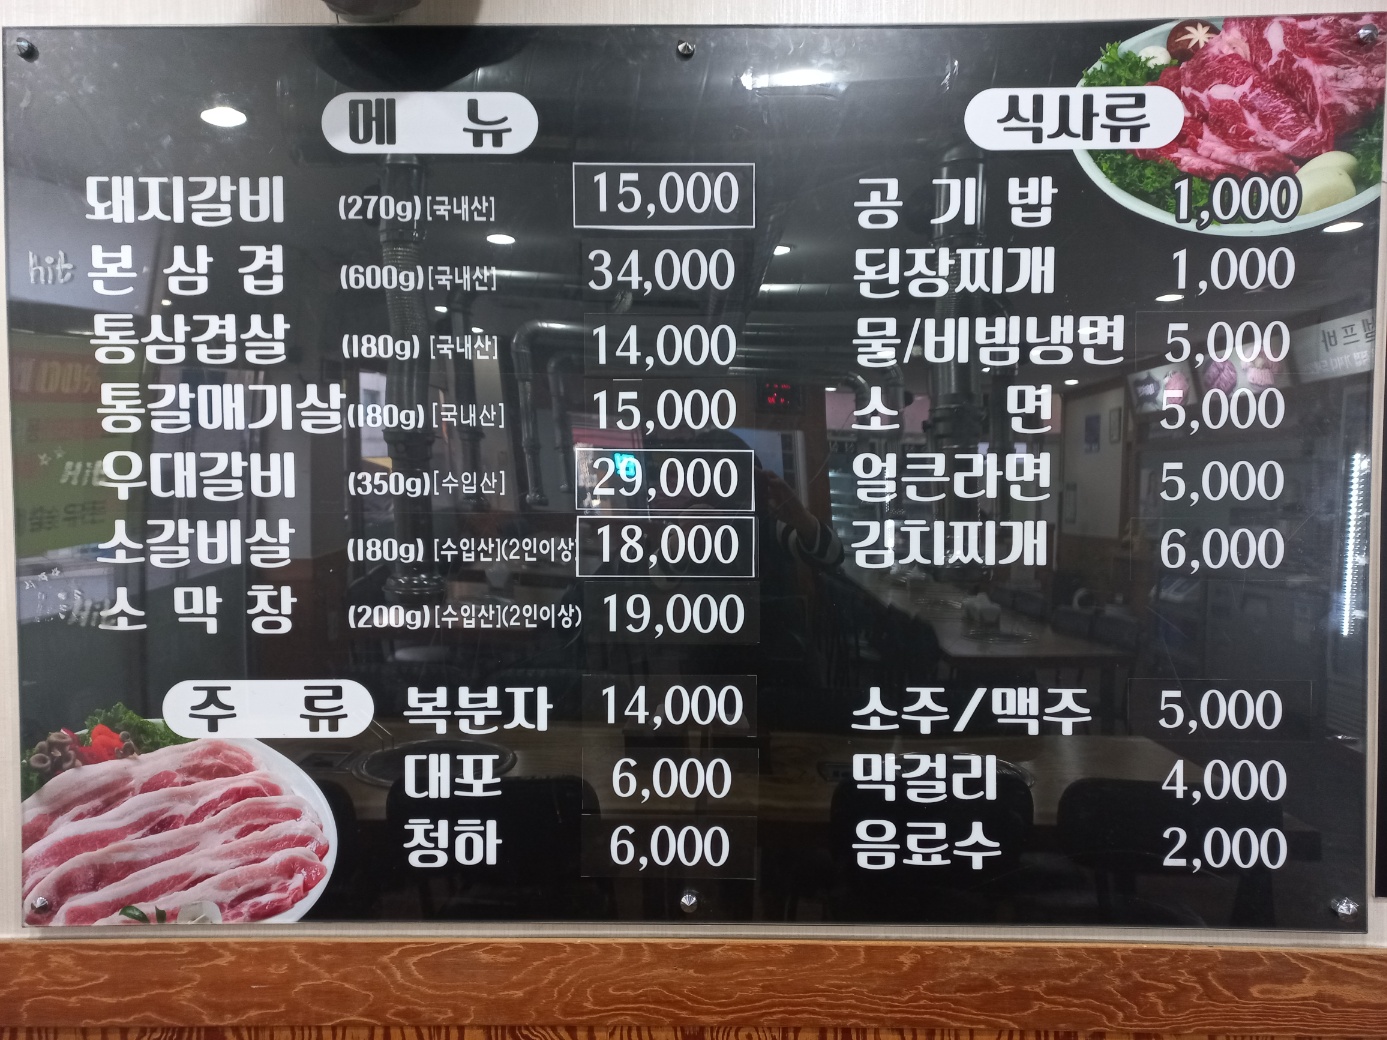 메 뉴
돼지갈비 (270g) [국내산] 15,000
hit 본 삼 겹 (600g) [국내산] 34,000
통삼겹살 (180g) [국내산] 14,000
통갈매기살 (180g) [국내산] 15,000
Hit 우대갈비 (350g) [수입산] 29,000
소갈비살 (180g) [수입산](2인이상) 18,000
Hit 소 막 창 (200g) [수입산](2인이상) 19,000
식사류
공 기 밥 1,000
된장찌개 1,000
물/비빔냉면 5,000
소 면 5,000
얼큰라면 5,000
김치찌개 6,000
주 류
복분자 14,000
대포 6,000
청하 6,000
소주/맥주 5,000
막걸리 4,000
음료수 2,000